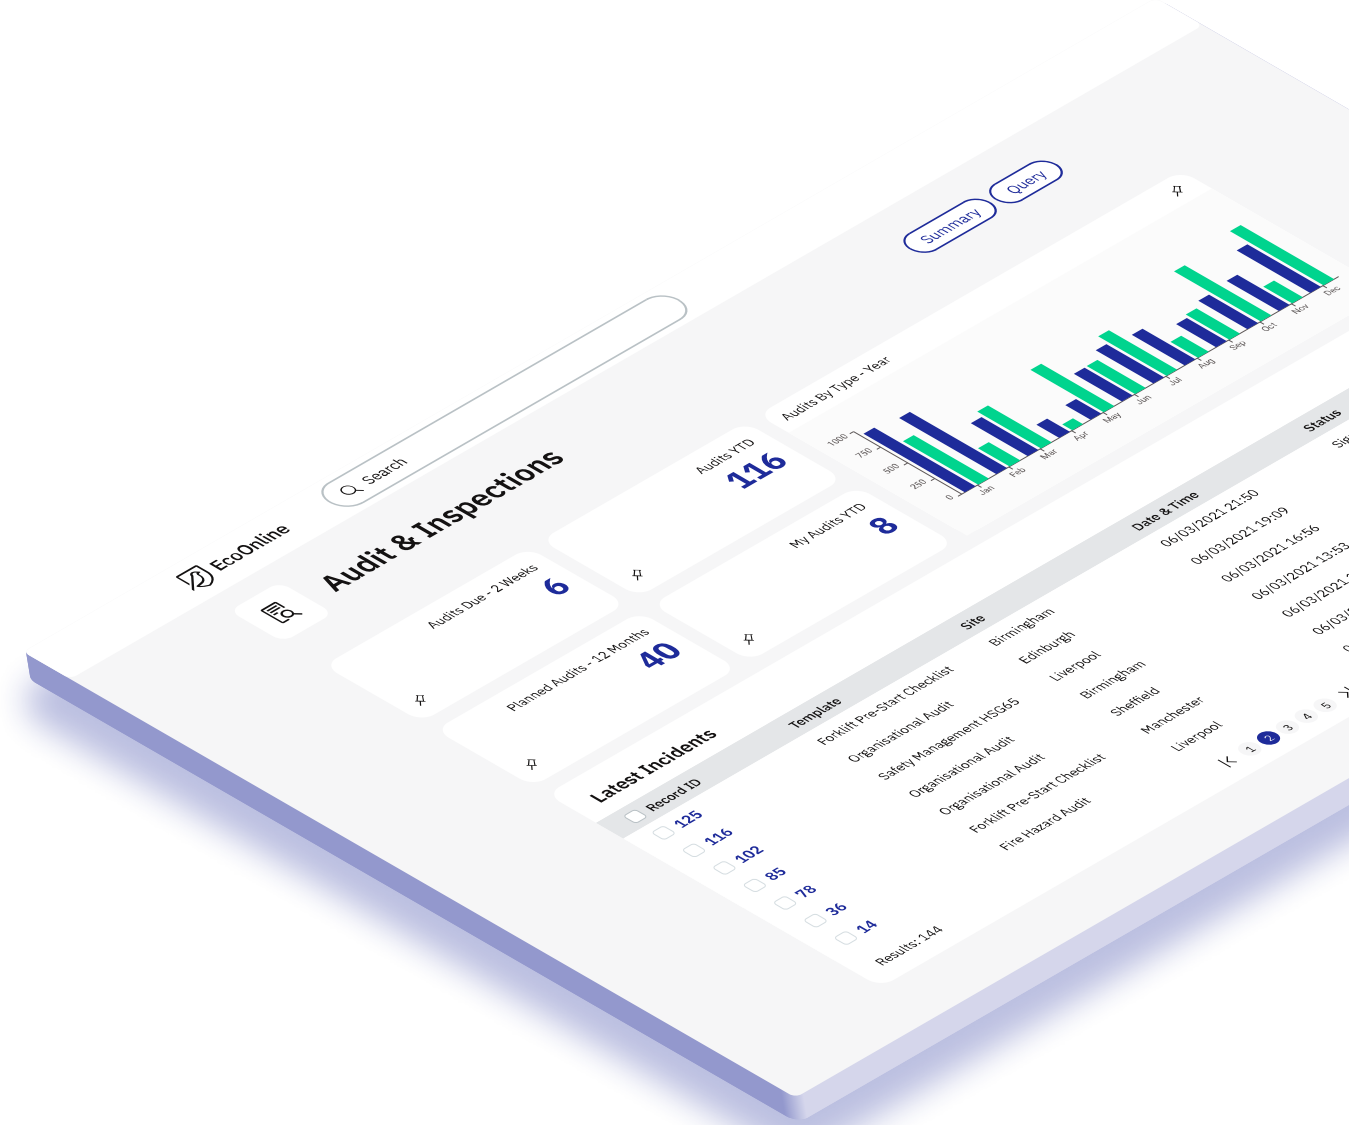 EcoOnline
Search
Audit & Inspections
Summary
Query
Audits Due - 2 Weeks
6
Audits YTD
116
Planned Audits - 12 Months
40
My Audits YTD
8
Audits By Type - Year
1000
750
500
250
0
Jan
Feb
Mar
Apr
May
Jun
Jul
Aug
Sep
Oct
Nov
Dec
Latest Incidents
Record ID Template Site Date & Time Status
125 Forklift Pre-Start Checklist Birmingham 06/03/2021 21:50
116 Organisational Audit Edinburgh 06/03/2021 19:09
102 Safety Management HSG65 Liverpool 06/03/2021 16:56
85 Organisational Audit Birmingham 06/03/2021 13:53
78 Organisational Audit Sheffield 06/03/2021
36 Forklift Pre-Start Checklist Manchester
14 Fire Hazard Audit Liverpool
Results: 144
1 2 3 4 5